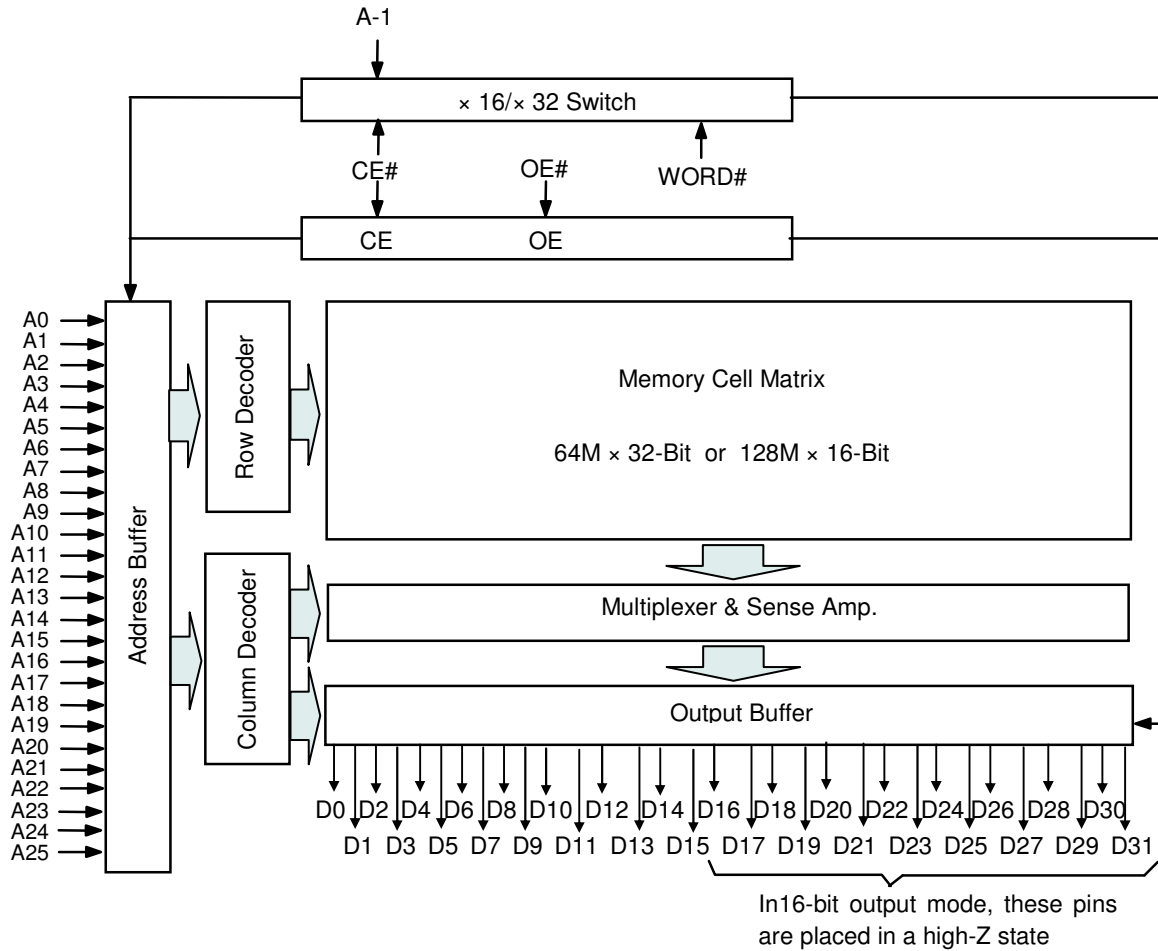 A-1
× 16/× 32 Switch
CE# OE# WORD#
CE OE
A0
A1
A2
A3
A4
A5
A6
A7
A8
A9
A10
A11
A12
A13
A14
A15
A16
A17
A18
A19
A20
A21
A22
A23
A24
A25
Address Buffer
Row Decoder
Column Decoder
Memory Cell Matrix
64M × 32-Bit or 128M × 16-Bit
Multiplexer & Sense Amp.
Output Buffer
D0 D2 D4 D6 D8 D10 D12 D14 D16 D18 D20 D22 D24 D26 D28 D30
D1 D3 D5 D7 D9 D11 D13 D15 D17 D19 D21 D23 D25 D27 D29 D31
In16-bit output mode, these pins
are placed in a high-Z state